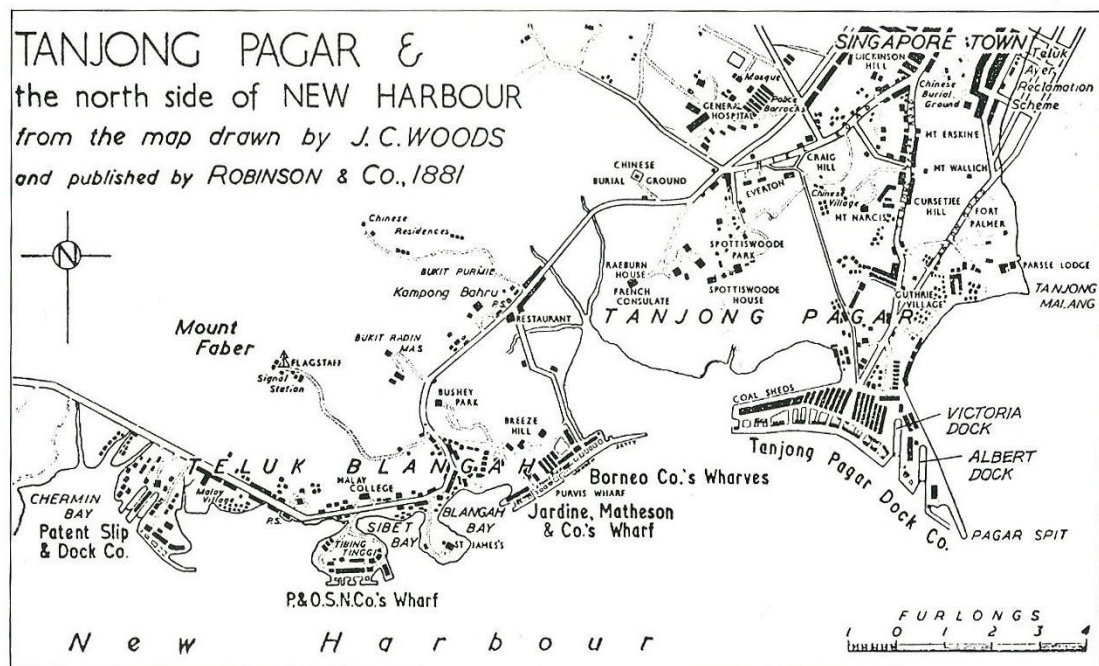 TANJONG PAGAR &
the north side of NEW HARBOUR
from the map drawn by J.C. WOODS
and published by ROBINSON & Co., 1881
N
SINGAPORE TOWN
DICKINSON
HILL
Teluk
Ayer
Reclamation
Scheme
Mosque
Police
Barracks
GENERAL
HOSPITAL
Chinese
Burial
Ground
MT ERSKINE
CRAIG
HILL
MT WALLICH
CHINESE
BURIAL GROUND
EVERTON
Chinese
Village
MT NARCIS
CURSETJEE
HILL
FORT
PALMER
Chinese
Residences
SPOTTISWOODE
PARK
RAEBURN
HOUSE
FRENCH
CONSULATE
SPOTTISWOODE
HOUSE
PARSEE LODGE
TANJONG
MALANG
BUKIT PURMIE
Kampong Bahru
P.S.
RESTAURANT
GUTHRIE
VILLAGE
TANJONG PAGAR
Mount
Faber
BUKIT RADIN
MAS
FLAGSTAFF
Signal
Station
BUSHEY
PARK
BREEZE
HILL
COAL SHEDS
VICTORIA
DOCK
ALBERT
DOCK
Tanjong Pagar Dock Co.
PAGAR SPIT
TELUK BLANGAH
JETTY
Borneo Co.'s Wharves
PURVIS WHARF
Jardine, Matheson
& Co's Wharf
MALAY
COLLEGE
Malay
Village
P.S.
CHERMIN
BAY
Patent Slip
& Dock Co.
SIBET
BAY
BLANGAH
BAY
TIBING
TINGGI
ST JAMES'S
P.&O.S.N.Co.'s Wharf
New Harbour
FURLONGS
1 0 1 2 3 4